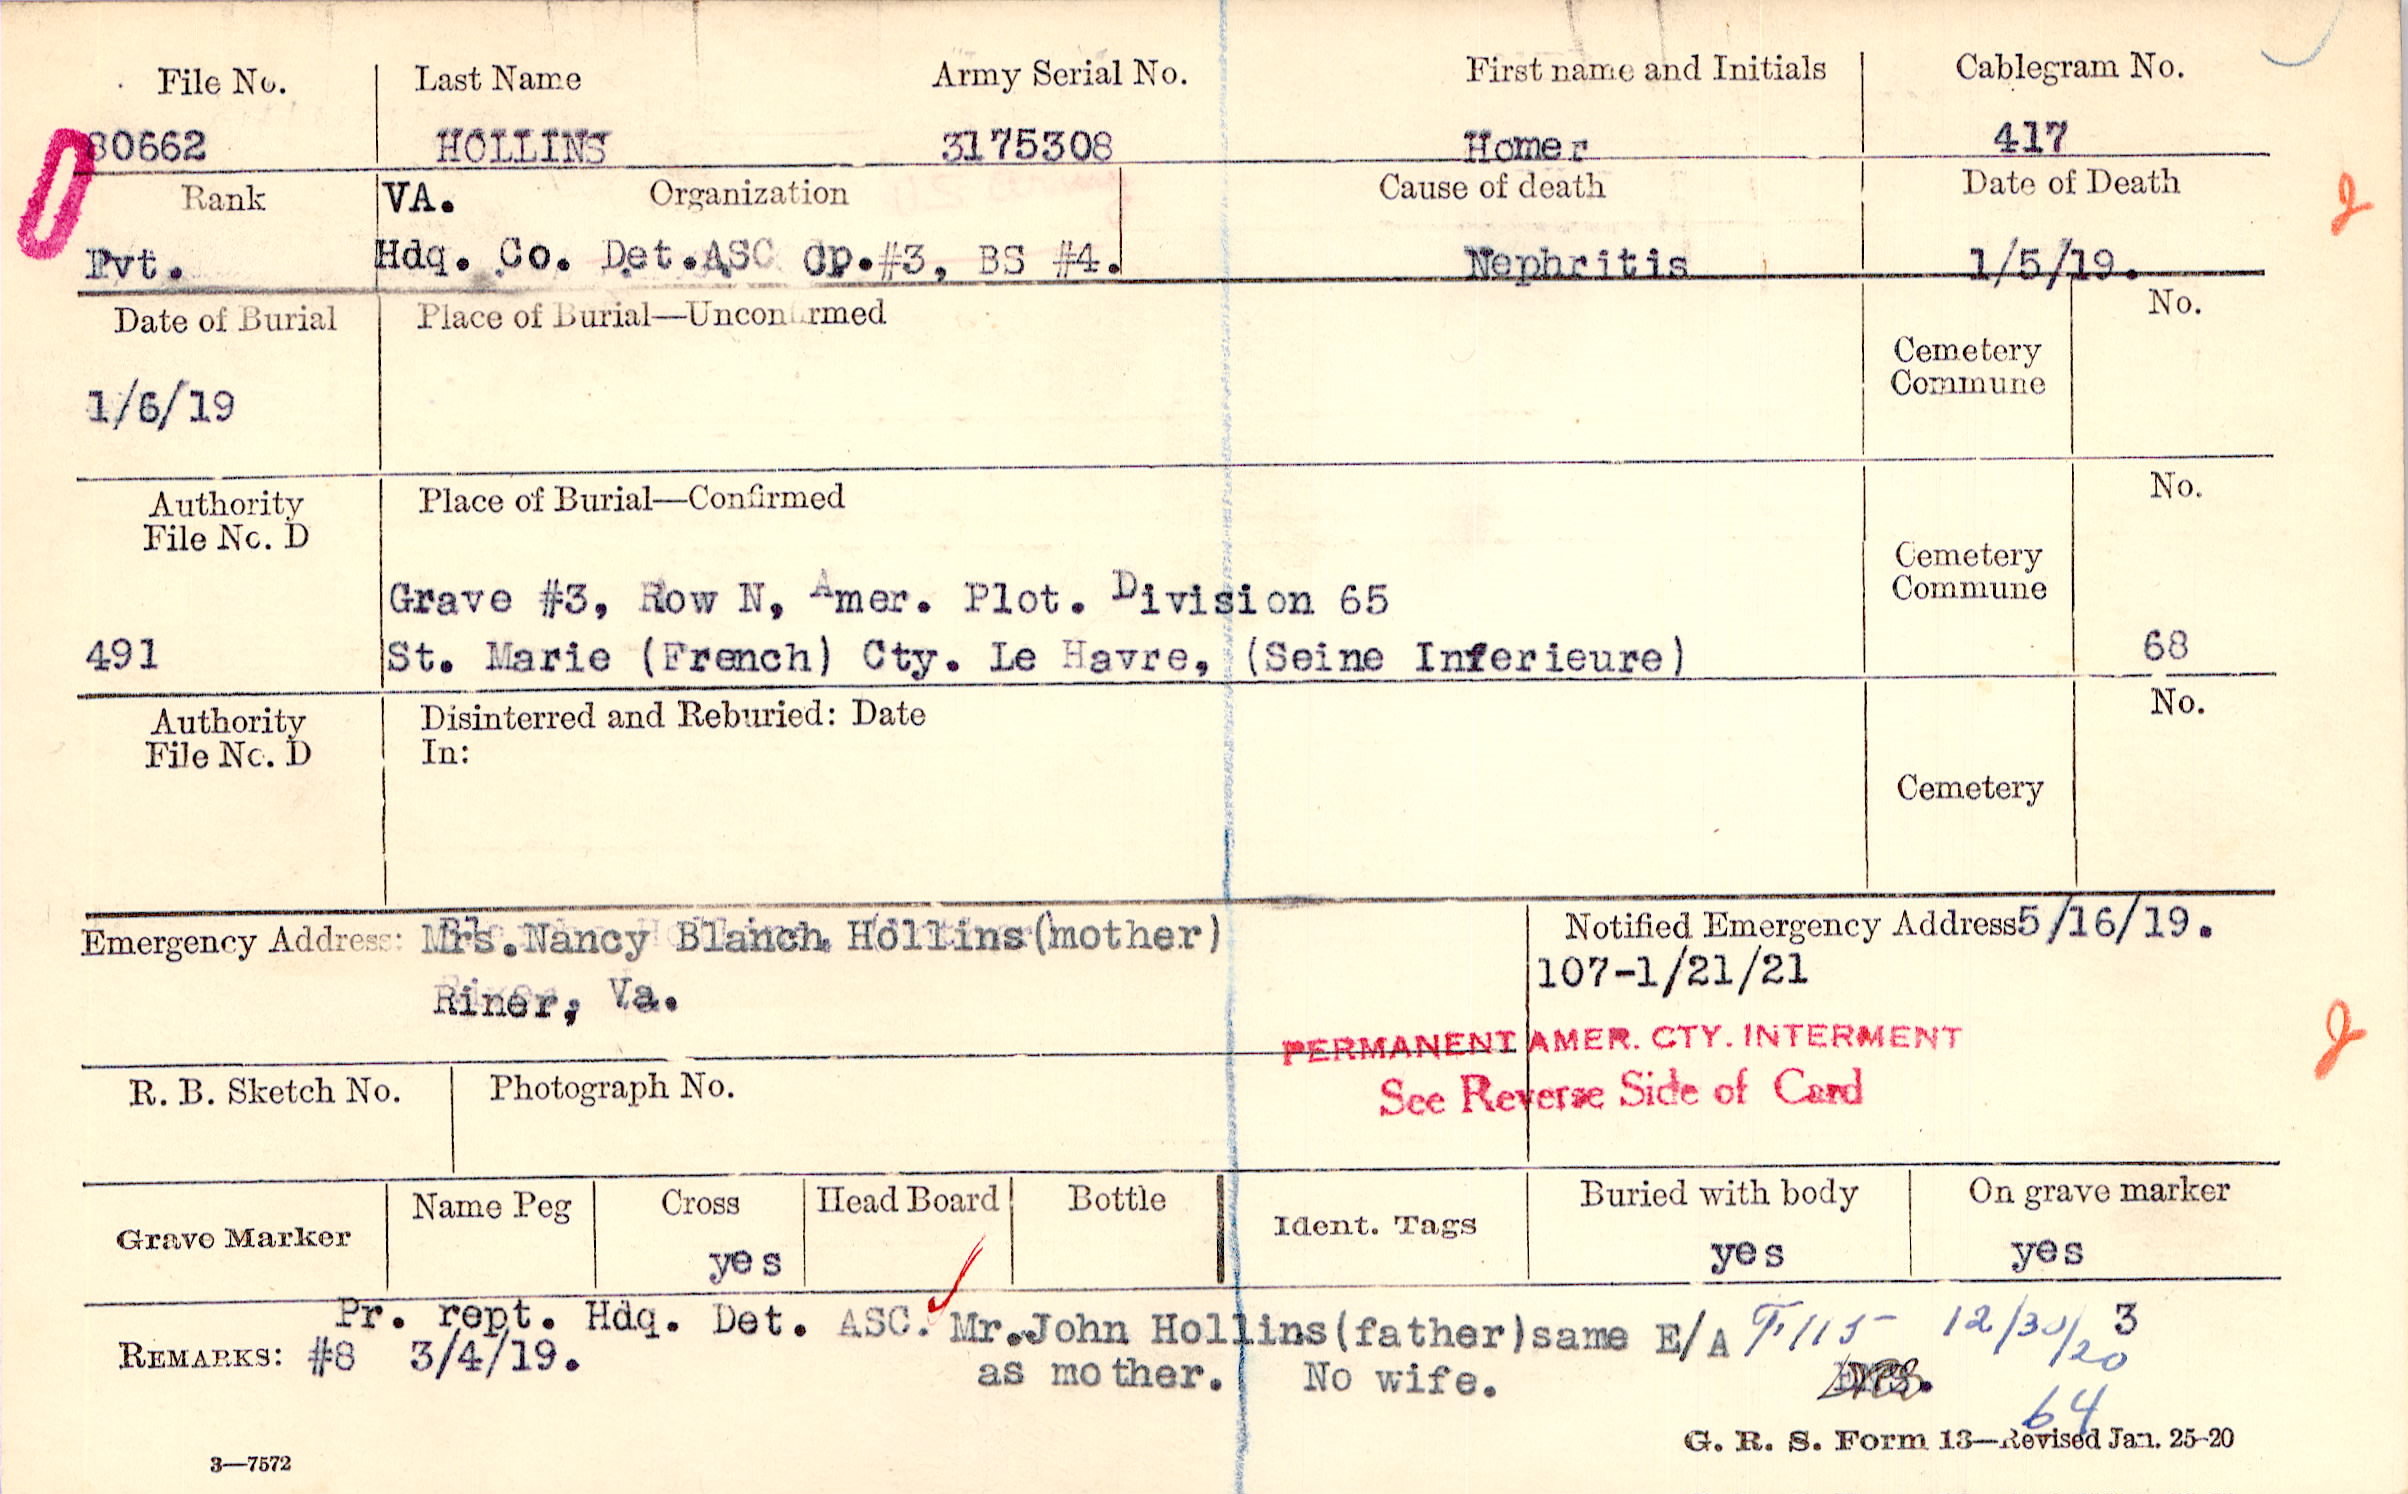 File No. Last Name Army Serial No. First name and Initials Cablegram No.
80662 HOLLINS 3175308 Homer 417
Rank VA. Organization Cause of death Date of Death
Pvt. Hdq. Co. Det. ASC Cp.#3, BS #4. Nephritis 1/5/19.
Date of Burial Place of Burial—Unconfirmed Cemetery Commune No.
1/6/19
Authority File No. D Place of Burial—Confirmed Cemetery Commune No.
Grave #3, Row N, Amer. Plot. Division 65
491 St. Marie (French) Cty. Le Havre, (Seine Inferieure) 68
Authority File No. D Disinterred and Reburied: Date No.
In: Cemetery
Emergency Address: Mrs. Nancy Blanch Hollins (mother) Notified Emergency Address 5/16/19.
Riner, Va. 107-1/21/21
PERMANENT AMER. CTY. INTERMENT
See Reverse Side of Card
R. B. Sketch No. Photograph No.
Grave Marker Name Peg Cross Head Board Bottle Ident. Tags Buried with body On grave marker
yes yes yes
Pr. rept. Hdq. Det. ASC. Mr. John Hollins (father) same E/A F115 12/30/20 3
REMARKS: #8 3/4/19. as mother. No wife.
64
G. R. S. Form 13—Revised Jan. 25-20
3—7572